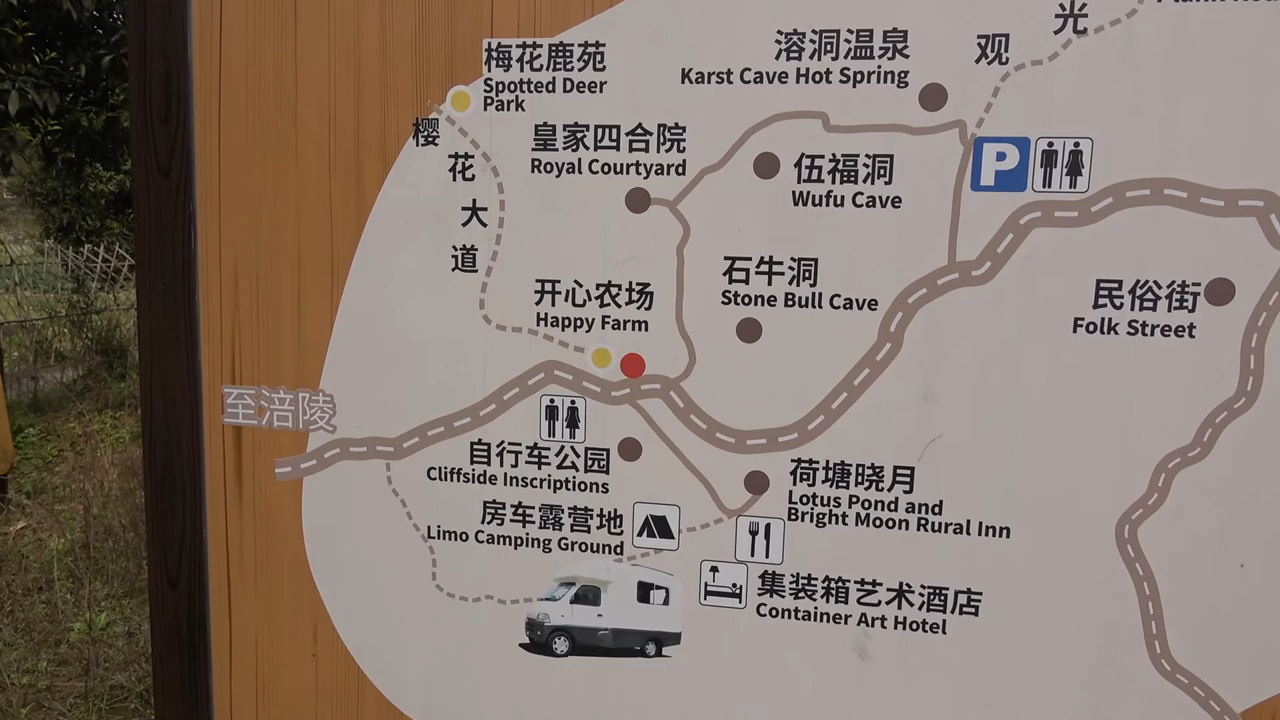 光
观
溶洞温泉
Karst Cave Hot Spring
梅花鹿苑
Spotted Deer
Park
樱
花
大
道
皇家四合院
Royal Courtyard
P
伍福洞
Wufu Cave
石牛洞
Stone Bull Cave
开心农场
Happy Farm
民俗街
Folk Street
至涪陵
自行车公园
Cliffside Inscriptions
荷塘晓月
Lotus Pond and
Bright Moon Rural Inn
房车露营地
Limo Camping Ground
集装箱艺术酒店
Container Art Hotel